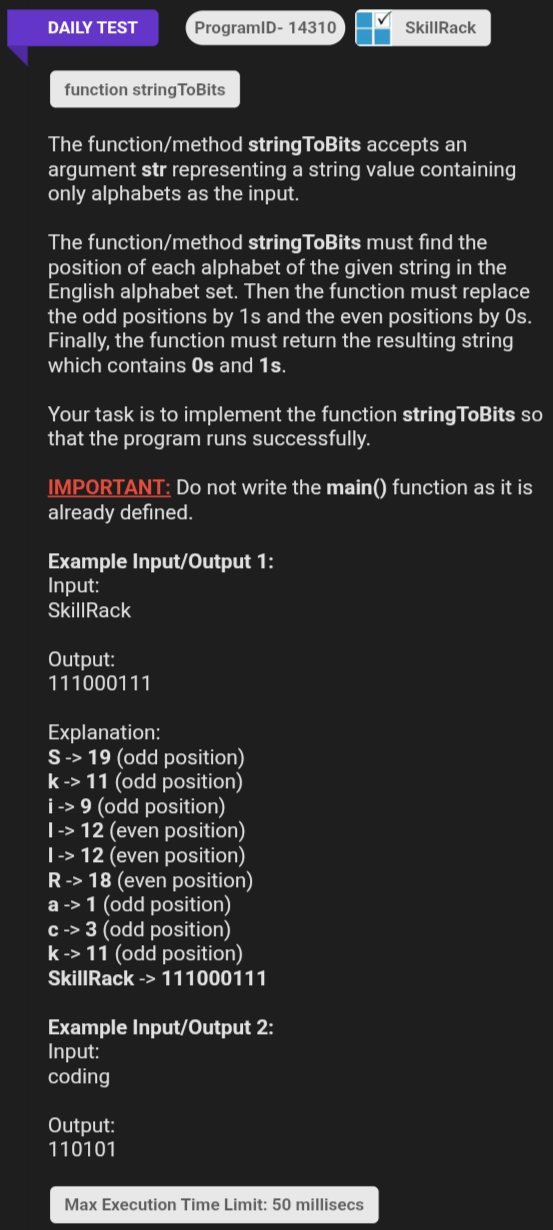 DAILY TEST
ProgramID- 14310
SkillRack
function stringToBits
The function/method stringToBits accepts an
argument str representing a string value containing
only alphabets as the input.
The function/method stringToBits must find the
position of each alphabet of the given string in the
English alphabet set. Then the function must replace
the odd positions by 1s and the even positions by 0s.
Finally, the function must return the resulting string
which contains 0s and 1s.
Your task is to implement the function stringToBits so
that the program runs successfully.
IMPORTANT: Do not write the main() function as it is
already defined.
Example Input/Output 1:
Input:
SkillRack
Output:
111000111
Explanation:
S -> 19 (odd position)
k -> 11 (odd position)
i -> 9 (odd position)
l -> 12 (even position)
l -> 12 (even position)
R -> 18 (even position)
a -> 1 (odd position)
c -> 3 (odd position)
k -> 11 (odd position)
SkillRack -> 111000111
Example Input/Output 2:
Input:
coding
Output:
110101
Max Execution Time Limit: 50 millisecs